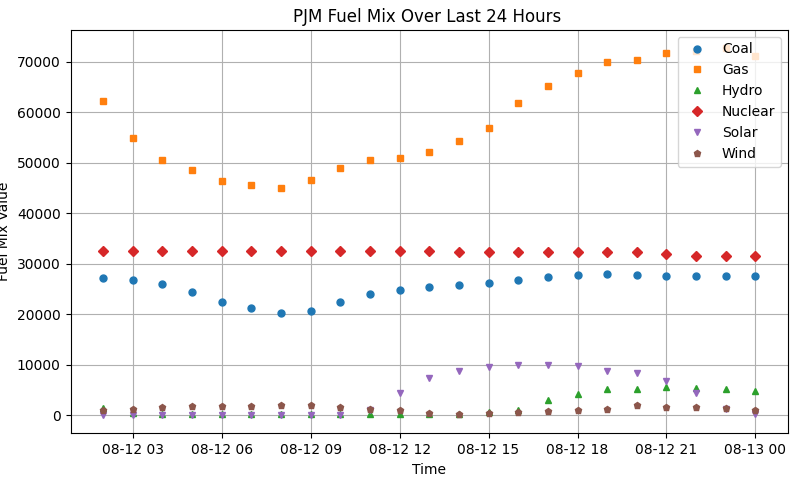 PJM Fuel Mix Over Last 24 Hours
70000
60000
50000
40000
30000
20000
10000
0
Fuel Mix Value
Coal
Gas
Hydro
Nuclear
Solar
Wind
08-12 03 08-12 06 08-12 09 08-12 12 08-12 15 08-12 18 08-12 21 08-13 00
Time